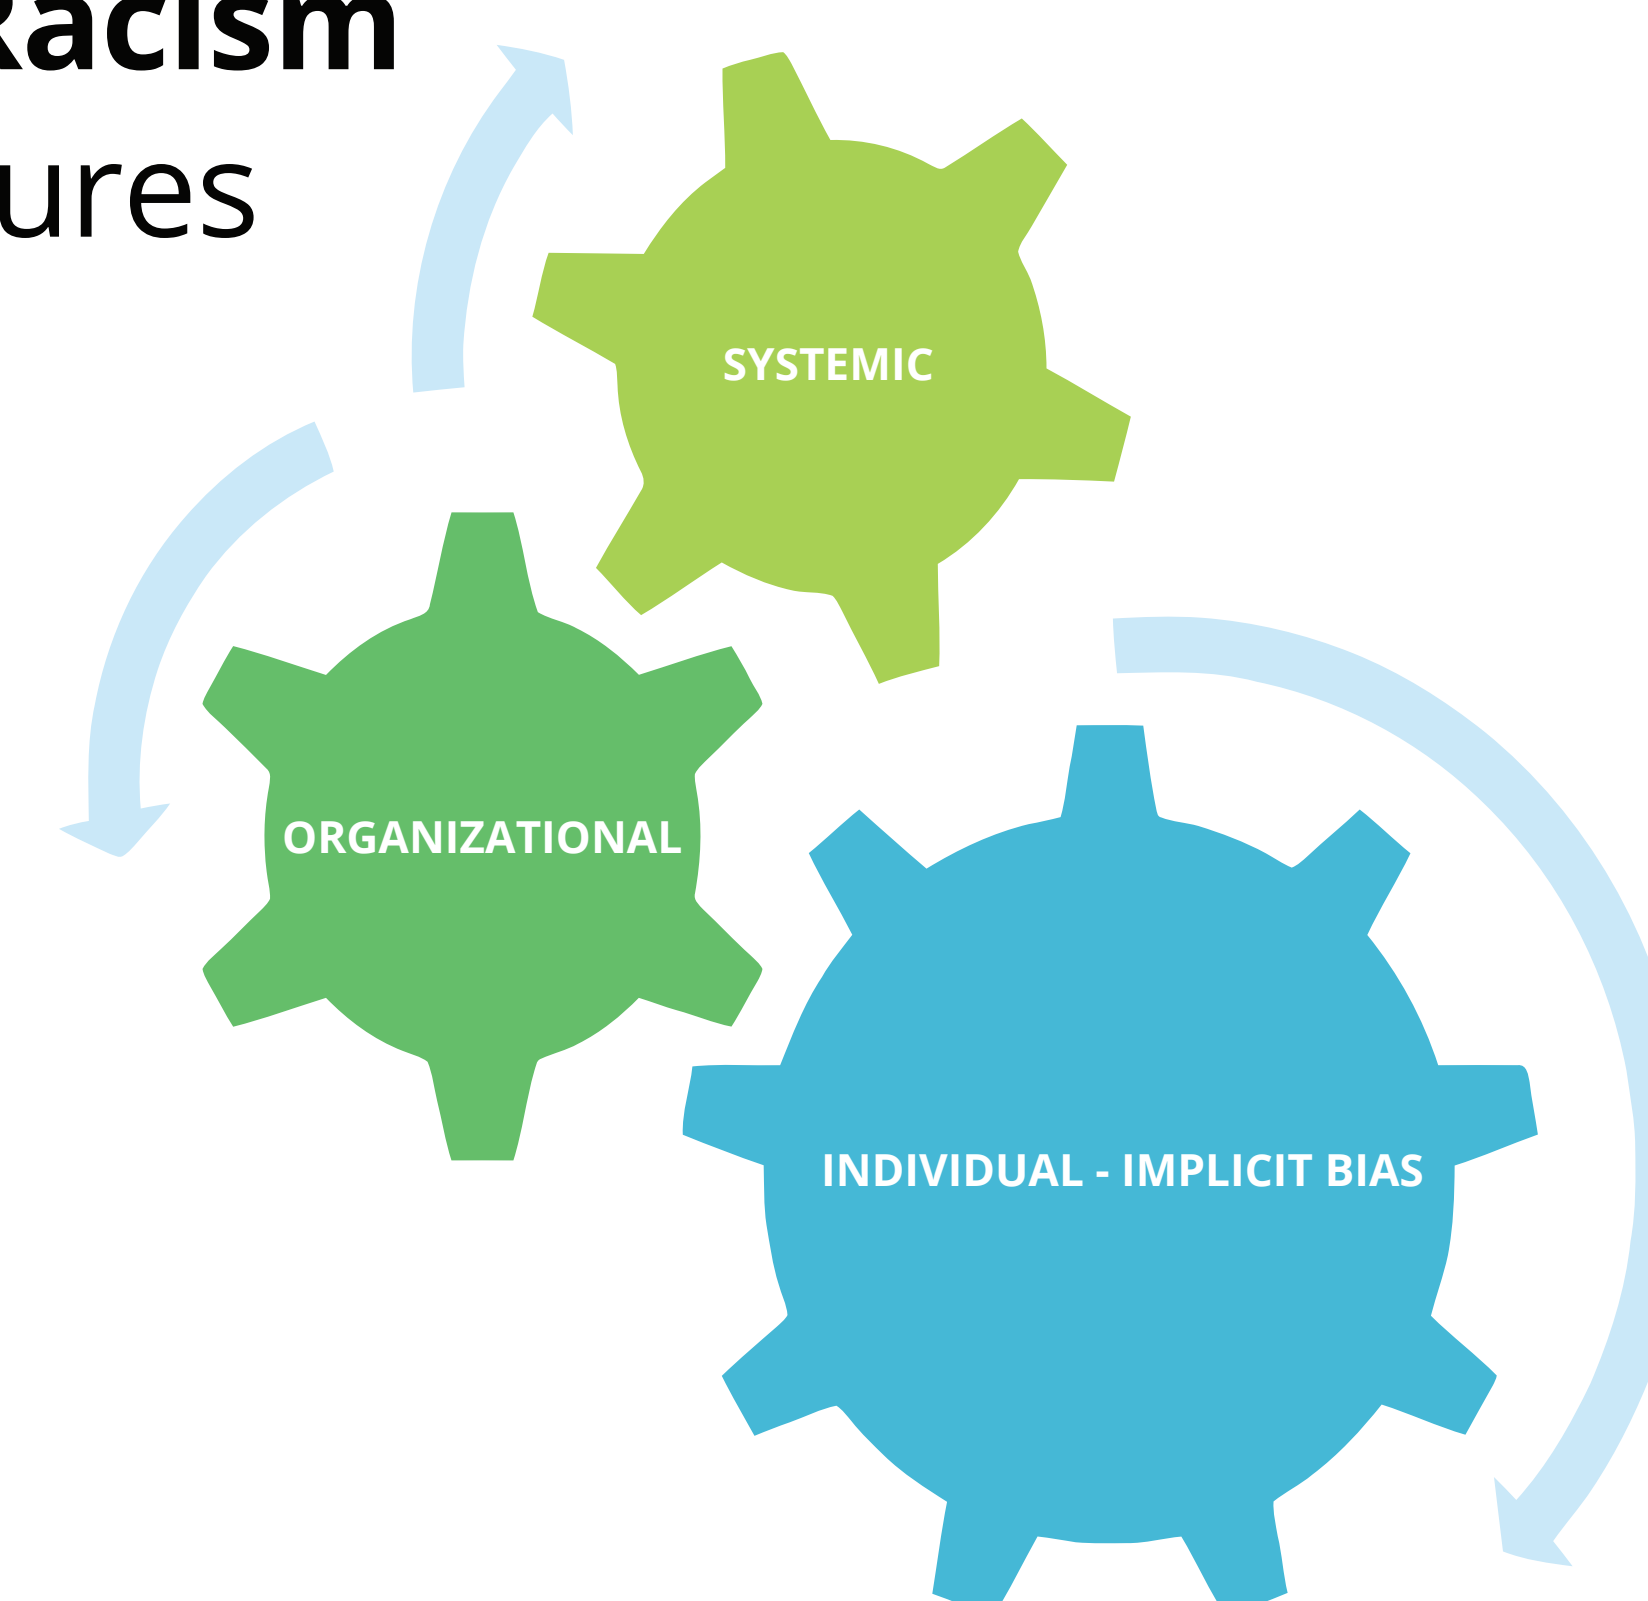 Racism
ures
SYSTEMIC
ORGANIZATIONAL
INDIVIDUAL - IMPLICIT BIAS